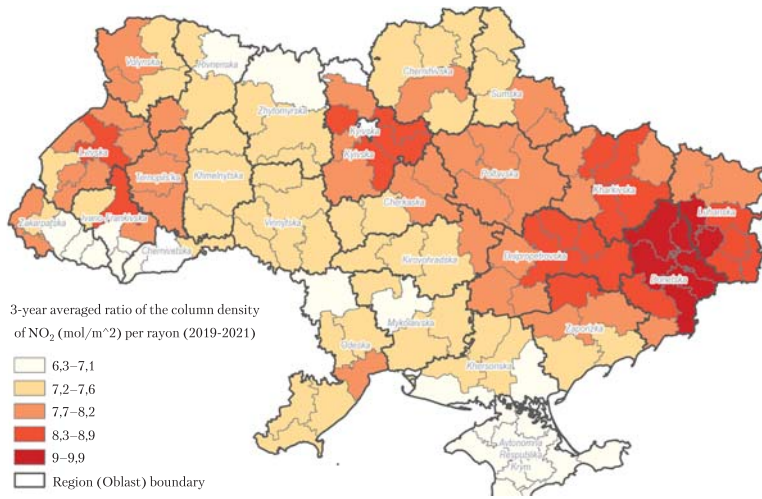 Volynska
Rivnenska
Chernihivska
Sumska
Zhytomyrska
Kyivska
Kyivska
Lvivska
Ternopilska
Khmelnytska
Poltavska
Kharkivska
Cherkaska
Luhanska
Zakarpatska
Ivano-Frankivska
Vinnytska
Chernivetska
Kirovohradska
Dnipropetrovska
Donetska
3-year averaged ratio of the column density
of NO₂ (mol/m^2) per rayon (2019-2021)
Mykolaivska
Zaporizka
Odeska
Khersonska
6,3–7,1
7,2–7,6
7,7–8,2
8,3–8,9
9–9,9
Region (Oblast) boundary
Avtonomna
Respublika
Krym